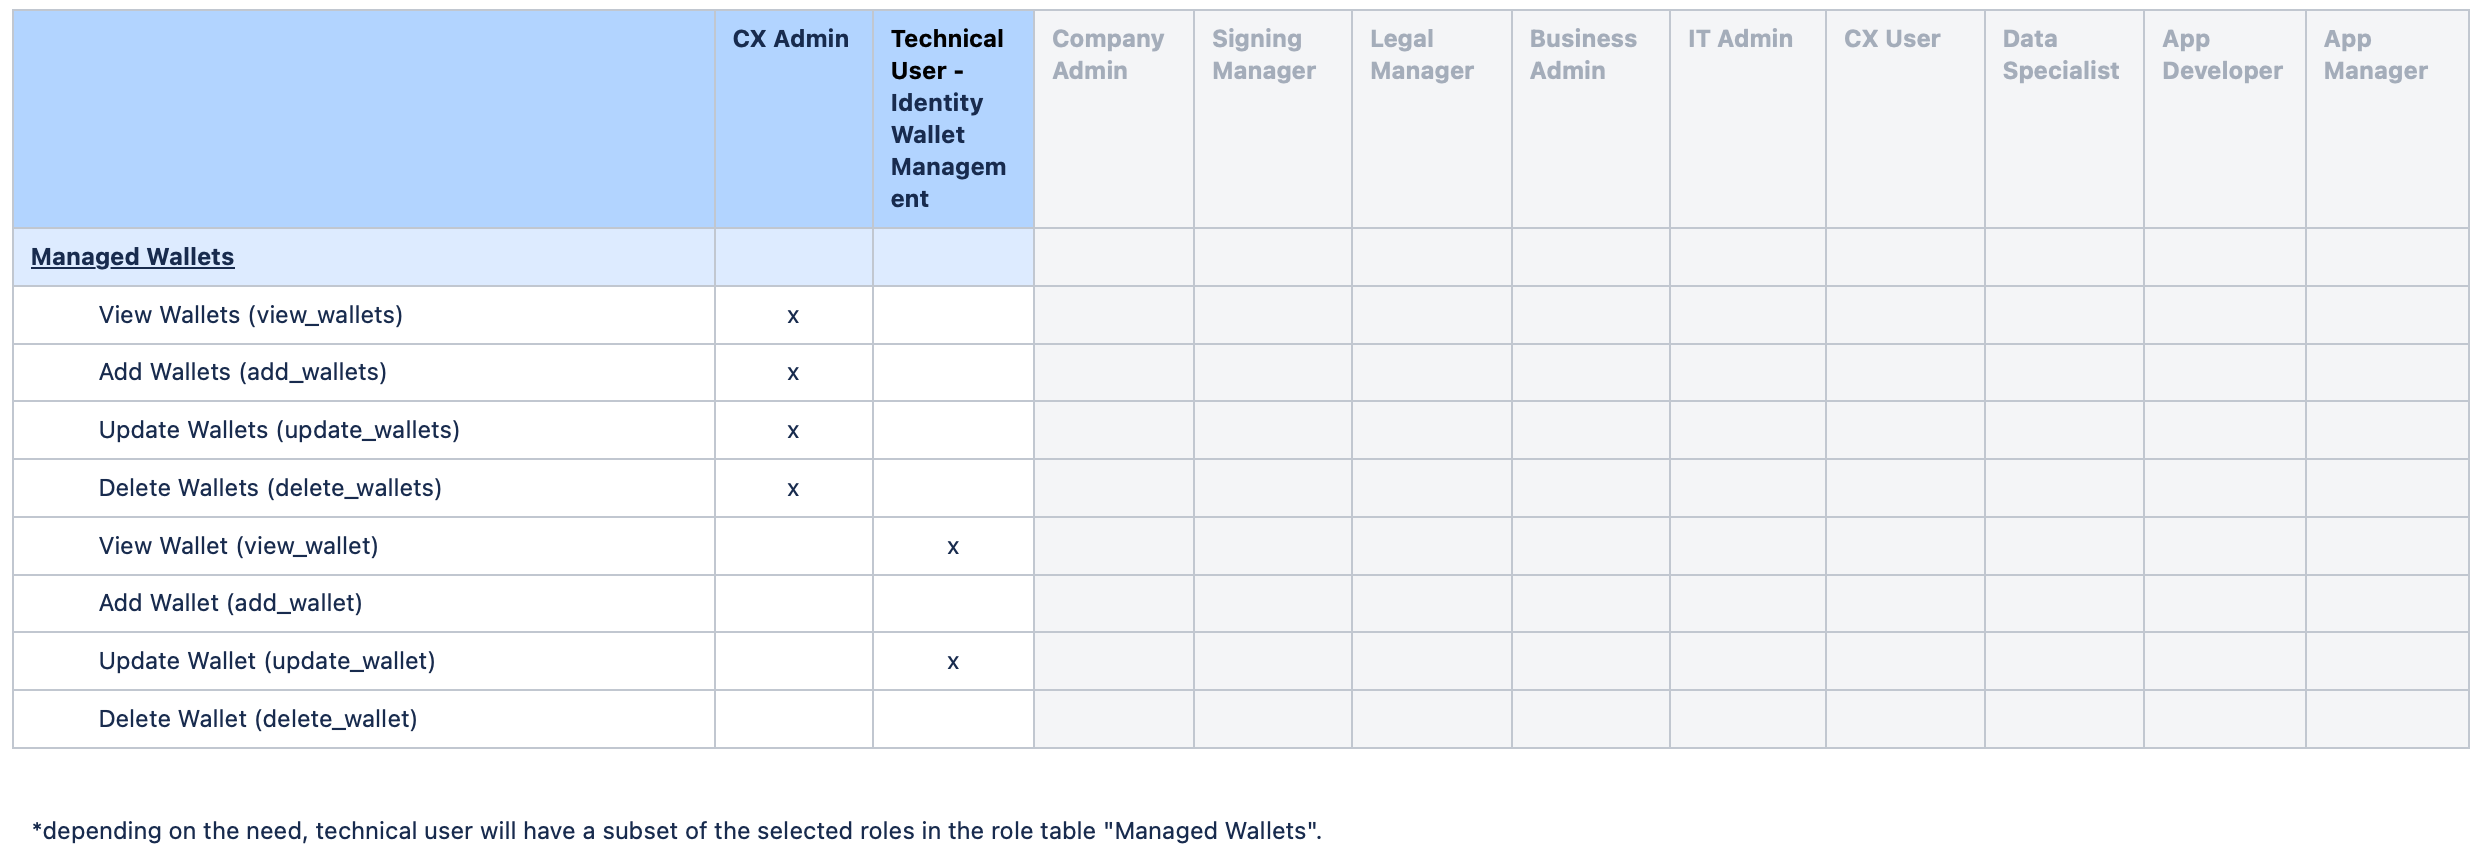 CX Admin
Technical
User -
Identity
Wallet
Managem
ent
Company
Admin
Signing
Manager
Legal
Manager
Business
Admin
IT Admin
CX User
Data
Specialist
App
Developer
App
Manager
Managed Wallets
View Wallets (view_wallets) x
Add Wallets (add_wallets) x
Update Wallets (update_wallets) x
Delete Wallets (delete_wallets) x
View Wallet (view_wallet) x
Add Wallet (add_wallet)
Update Wallet (update_wallet) x
Delete Wallet (delete_wallet)
*depending on the need, technical user will have a subset of the selected roles in the role table "Managed Wallets".